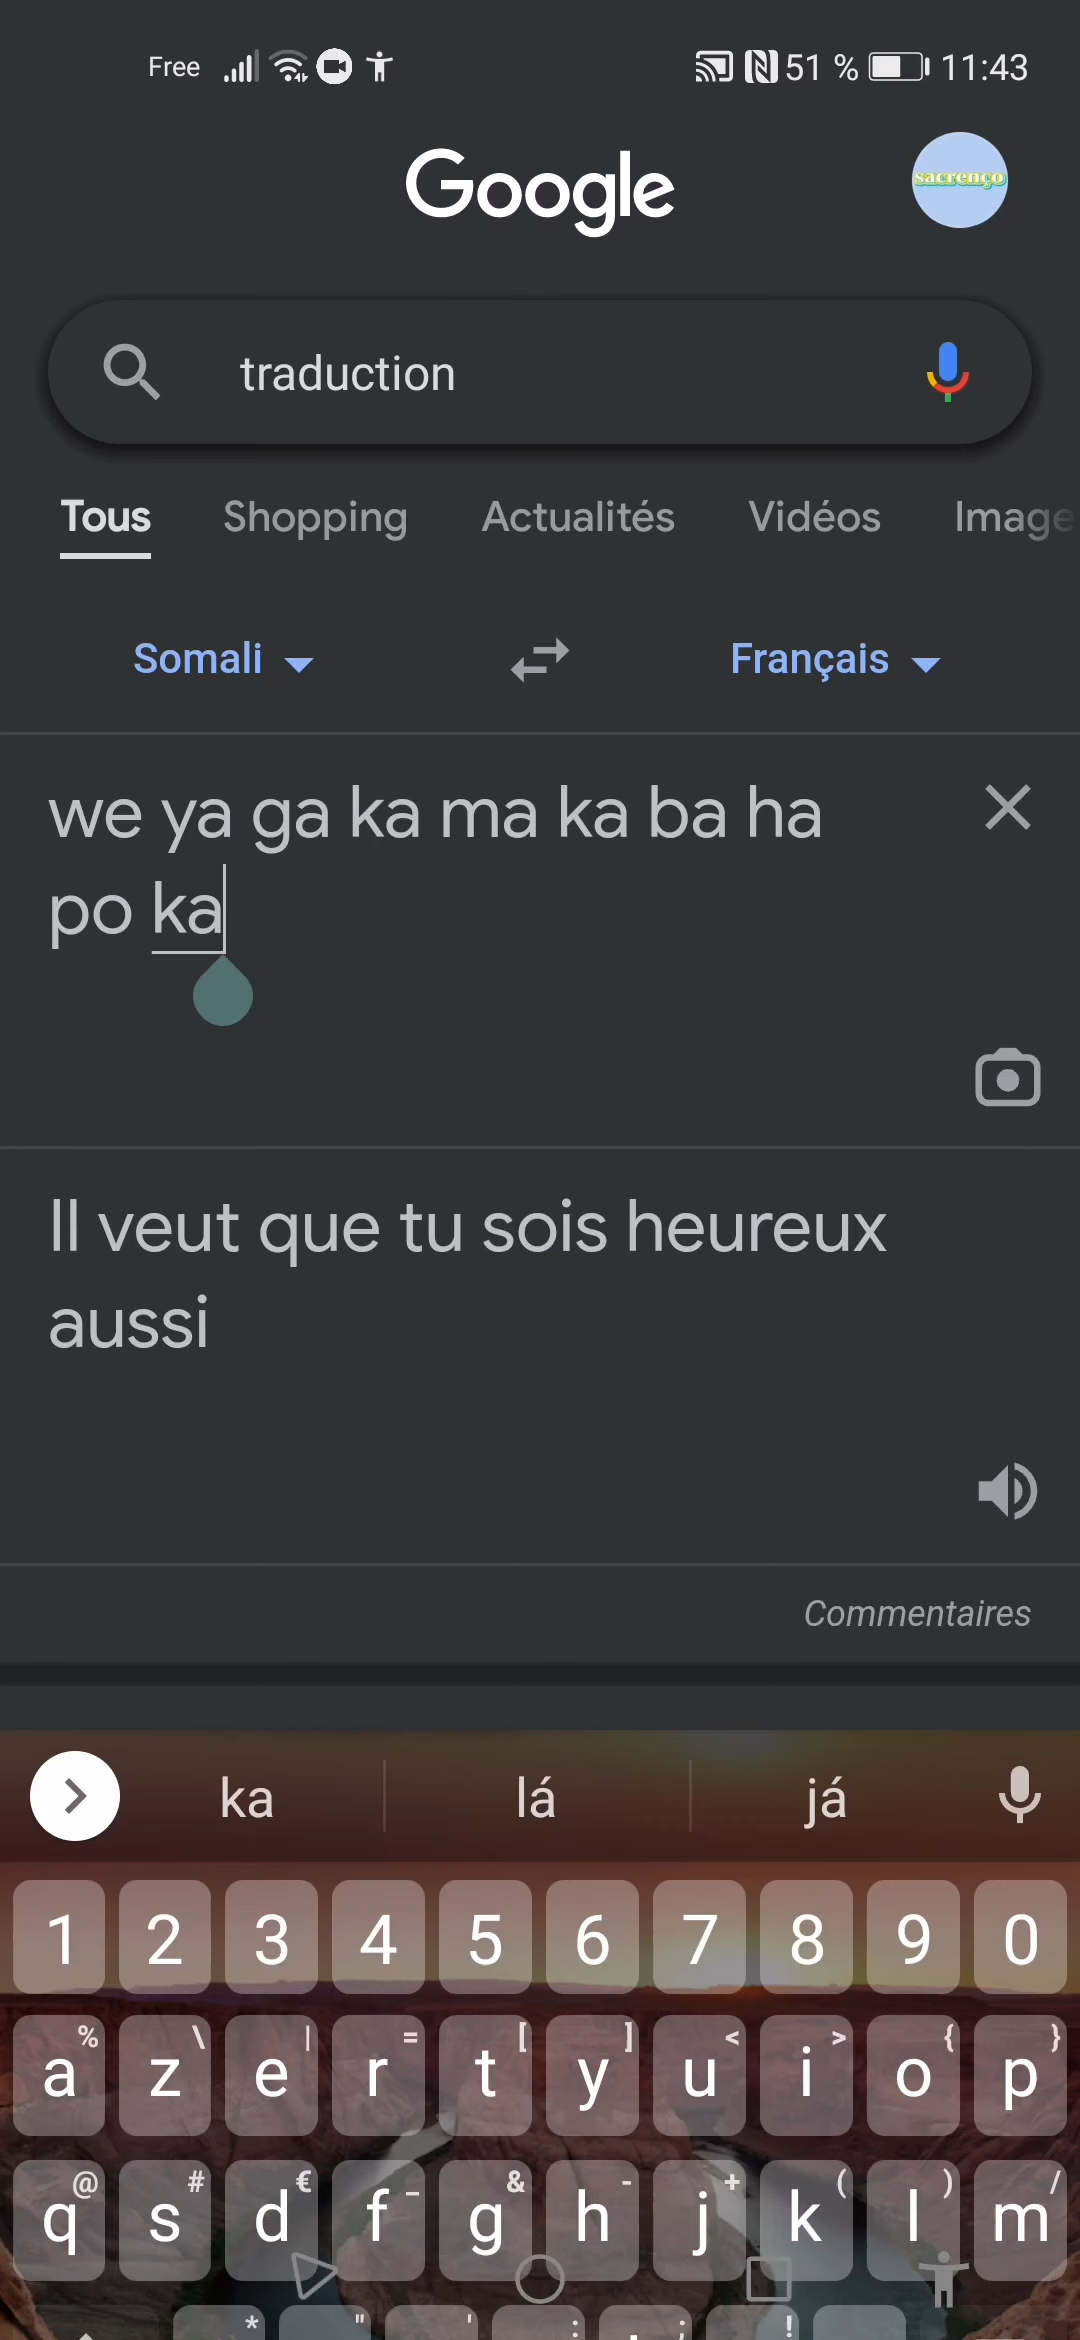 Free 51 % 11:43
Google
sacrenço
traduction
Tous Shopping Actualités Vidéos Image
Somali Français
we ya ga ka ma ka ba ha
po ka
Il veut que tu sois heureux
aussi
Commentaires
ka lá já
1 2 3 4 5 6 7 8 9 0
% \ | = [ ] < > { }
a z e r t y u i o p
@ # € _ & - + ( ) /
q s d f g h j k l m
* " ' : ; !